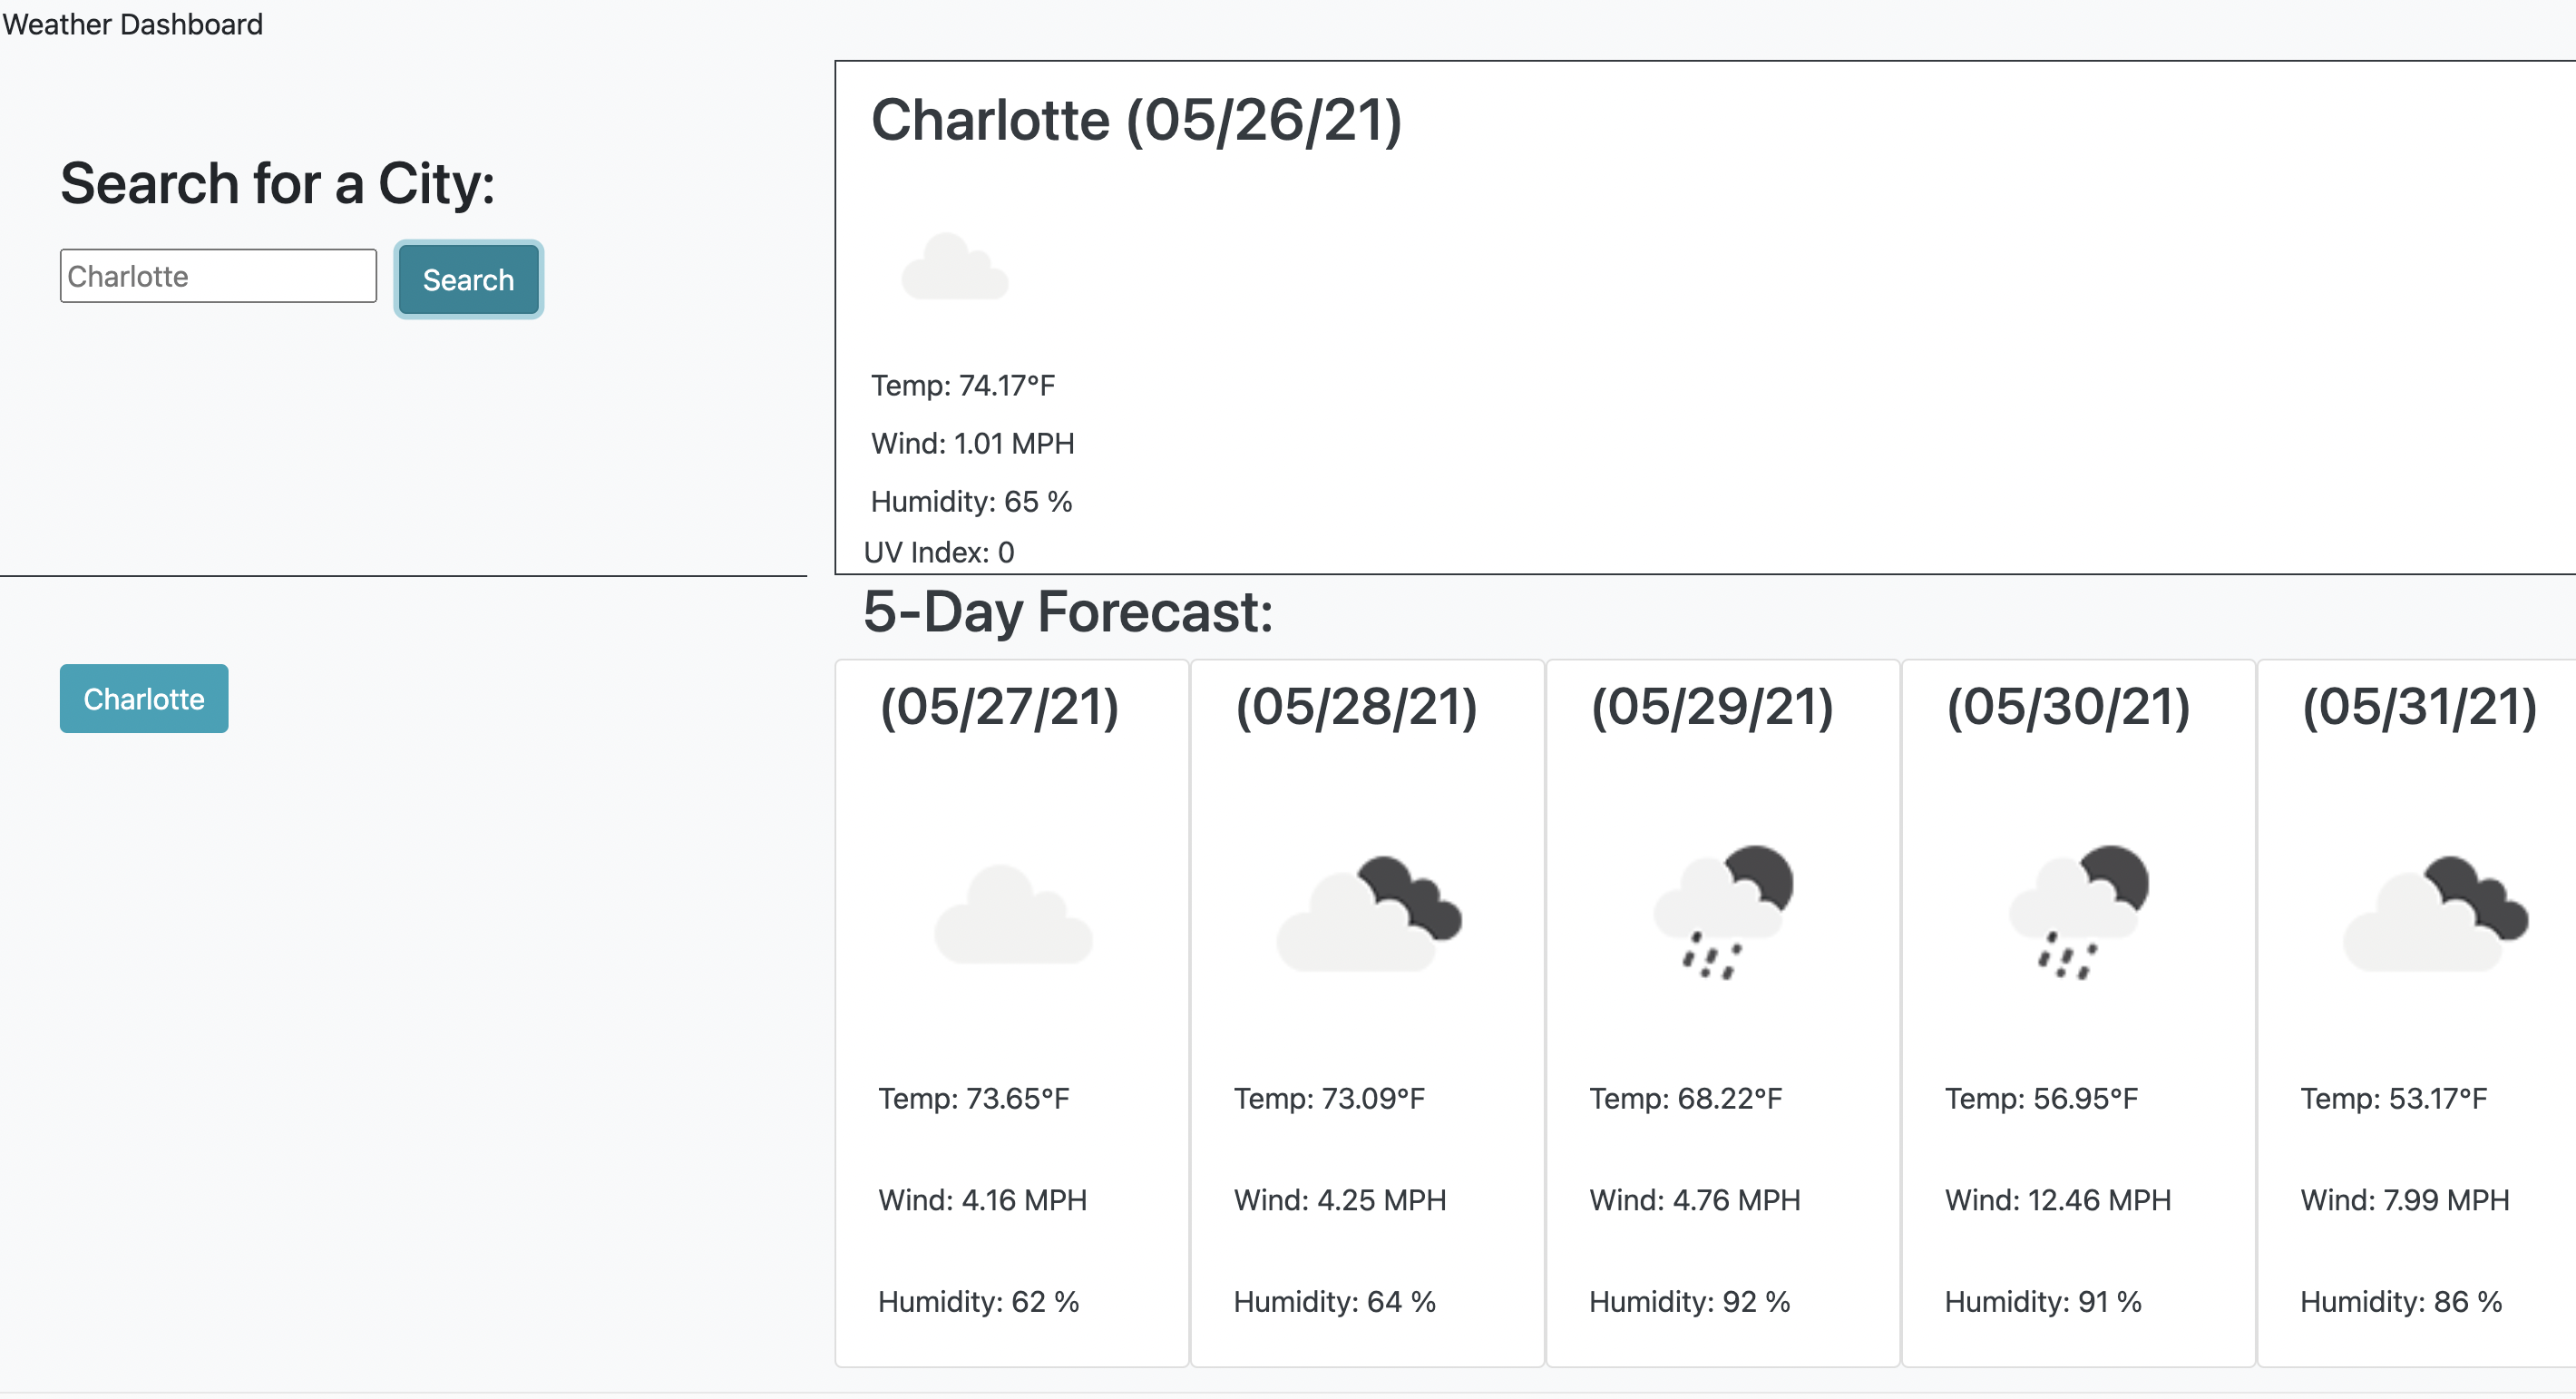 Weather Dashboard
Search for a City:
Charlotte
Search
Charlotte
Charlotte (05/26/21)
Temp: 74.17°F
Wind: 1.01 MPH
Humidity: 65 %
UV Index: 0
5-Day Forecast:
(05/27/21)
Temp: 73.65°F
Wind: 4.16 MPH
Humidity: 62 %
(05/28/21)
Temp: 73.09°F
Wind: 4.25 MPH
Humidity: 64 %
(05/29/21)
Temp: 68.22°F
Wind: 4.76 MPH
Humidity: 92 %
(05/30/21)
Temp: 56.95°F
Wind: 12.46 MPH
Humidity: 91 %
(05/31/21)
Temp: 53.17°F
Wind: 7.99 MPH
Humidity: 86 %